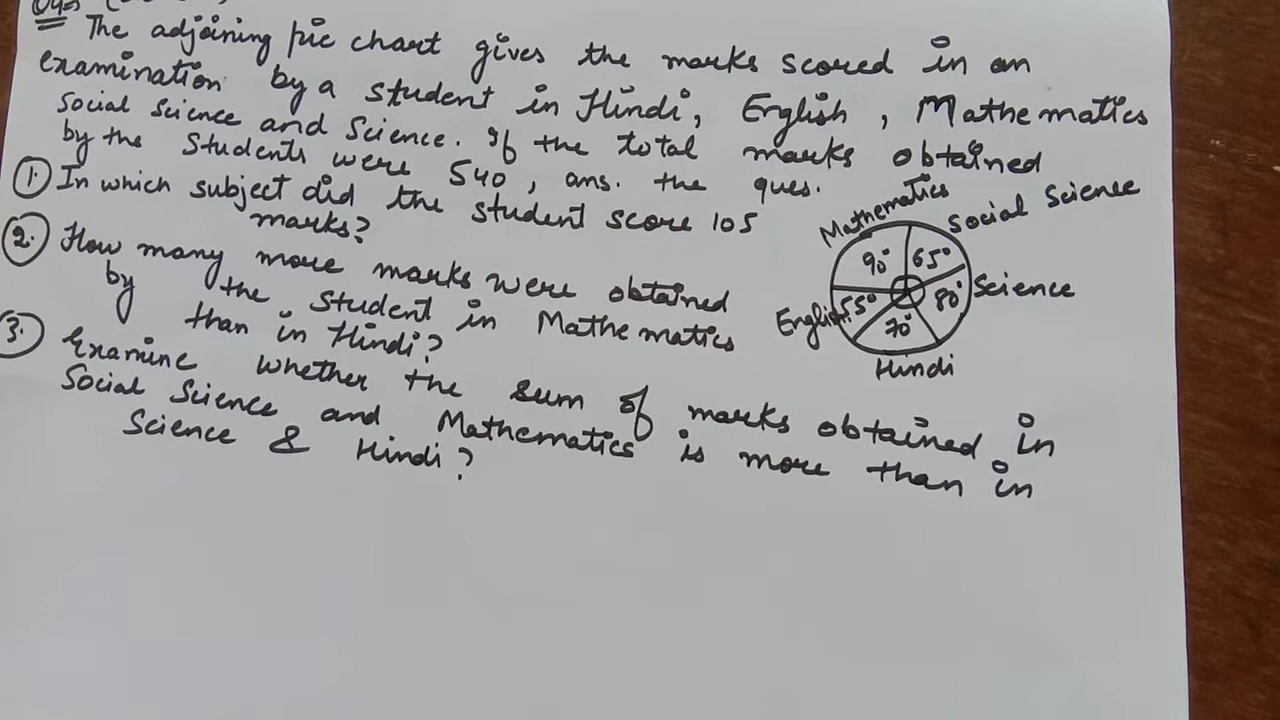 The adjoining pie chart gives the marks scored in an
examination by a student in Hindi, English, Mathematics
Social Science and Science. If the total marks obtained
by the Students were 540, ans. the ques.
1. In which subject did the student score 105
marks?
2. How many more marks were obtained
by the student in Mathematics
than in Hindi?
3. Examine whether the sum of marks obtained in
Social Science and Mathematics is more than in
Science & Hindi?
Mathematics
Social Science
90°
65°
Science
80°
English
55°
70°
Hindi